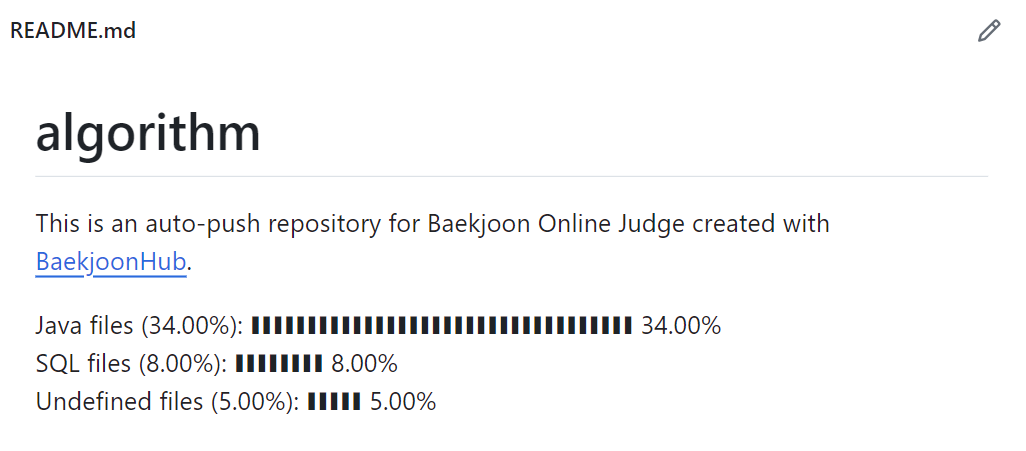 README.md
algorithm
This is an auto-push repository for Baekjoon Online Judge created with
BaekjoonHub.
Java files (34.00%): ▮▮▮▮▮▮▮▮▮▮▮▮▮▮▮▮▮▮▮▮▮▮▮▮▮▮▮▮▮▮▮▮▮▮ 34.00%
SQL files (8.00%): ▮▮▮▮▮▮▮▮ 8.00%
Undefined files (5.00%): ▮▮▮▮▮ 5.00%